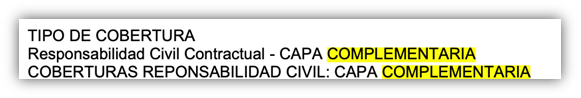 TIPO DE COBERTURA
Responsabilidad Civil Contractual - CAPA COMPLEMENTARIA
COBERTURAS REPONSABILIDAD CIVIL: CAPA COMPLEMENTARIA